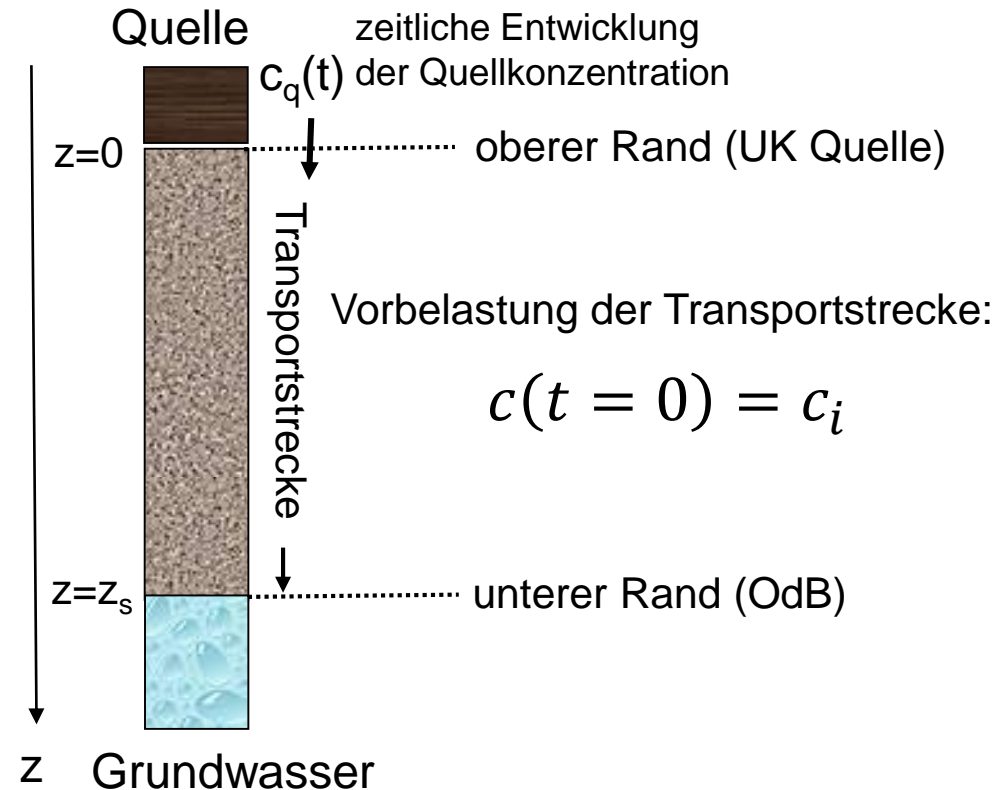 Quelle
zeitliche Entwicklung
c_q(t) der Quellkonzentration
z=0
oberer Rand (UK Quelle)
Transportstrecke
Vorbelastung der Transportstrecke:
c(t = 0) = c_i
z=z_s
unterer Rand (OdB)
z Grundwasser